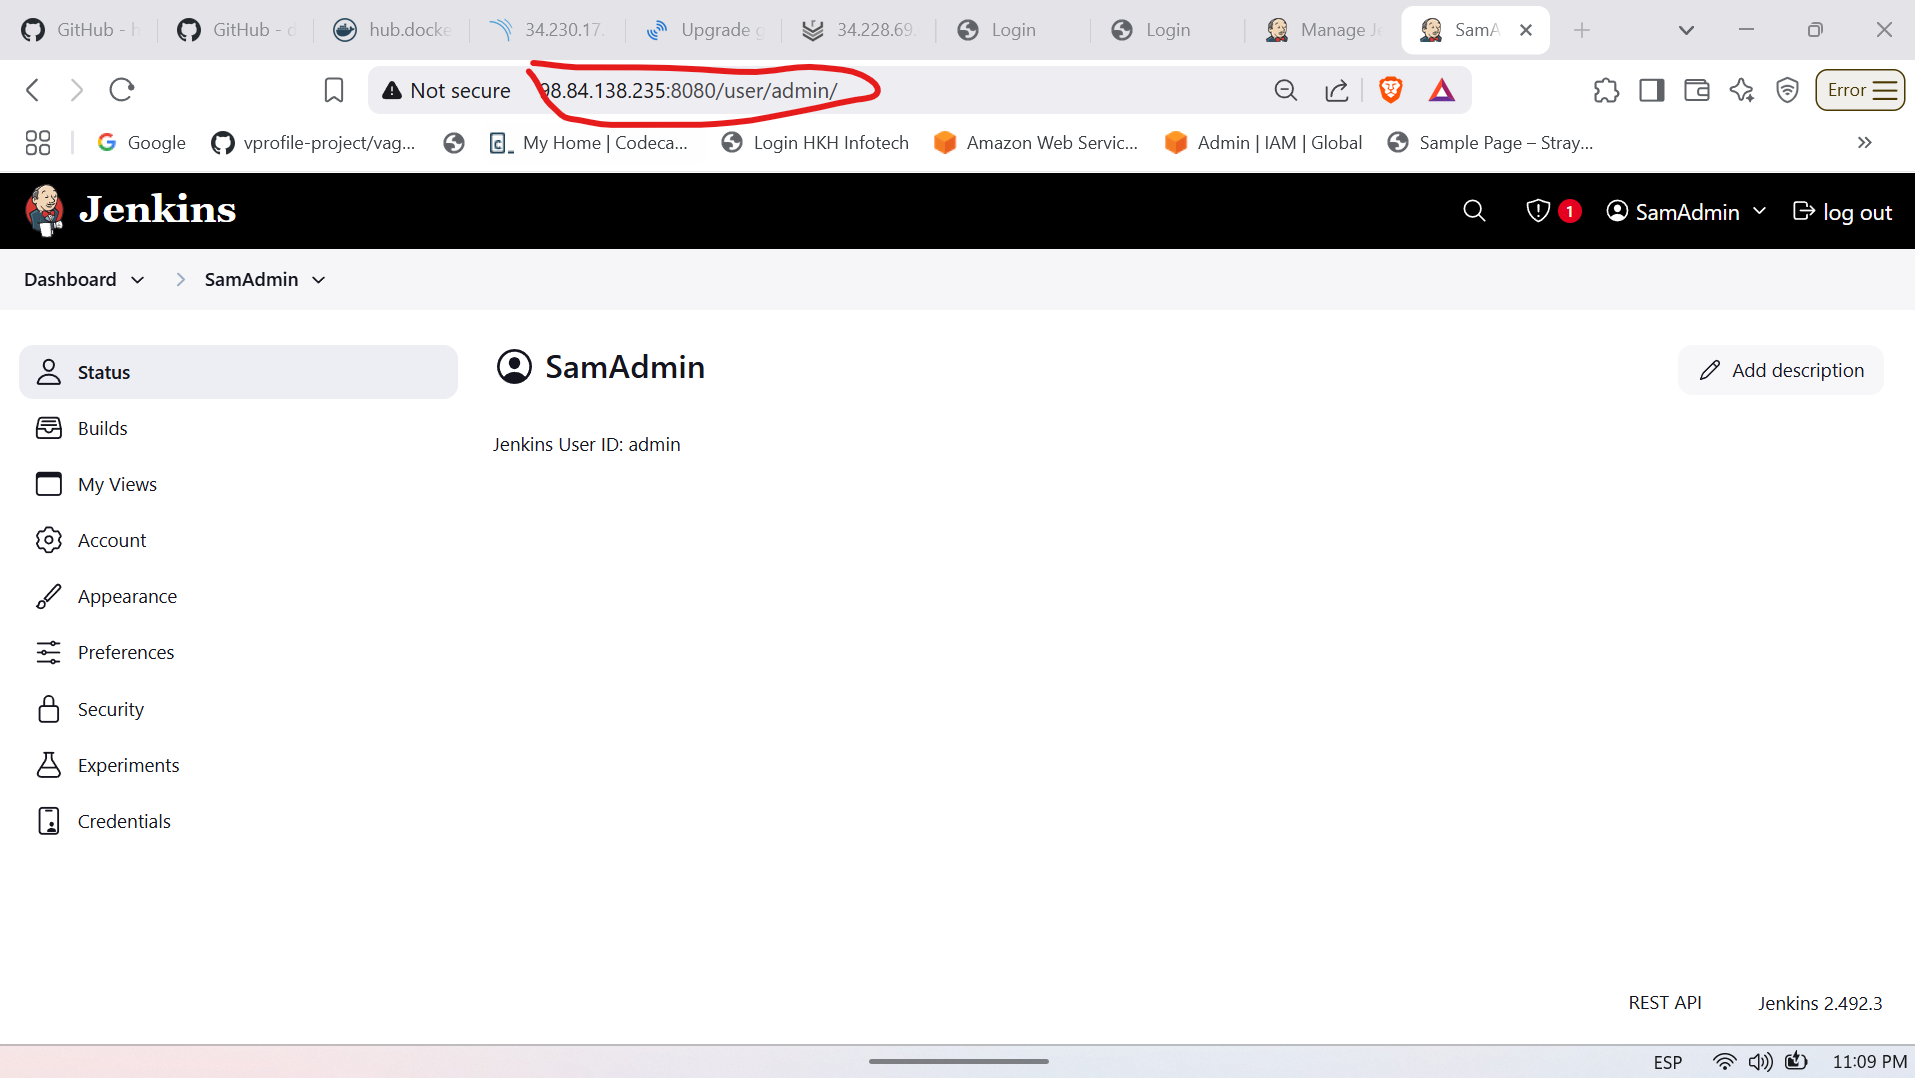 GitHub - h
GitHub - d
hub.docke
34.230.17.
Upgrade g
34.228.69.
Login
Login
Manage Je
SamA
Not secure
98.84.138.235:8080/user/admin/
Error
Google
vprofile-project/vag...
My Home | Codeca...
Login HKH Infotech
Amazon Web Servic...
Admin | IAM | Global
Sample Page – Stray...
Jenkins
1
SamAdmin
log out
Dashboard
SamAdmin
Status
Builds
My Views
Account
Appearance
Preferences
Security
Experiments
Credentials
SamAdmin
Add description
Jenkins User ID: admin
REST API
Jenkins 2.492.3
ESP
11:09 PM